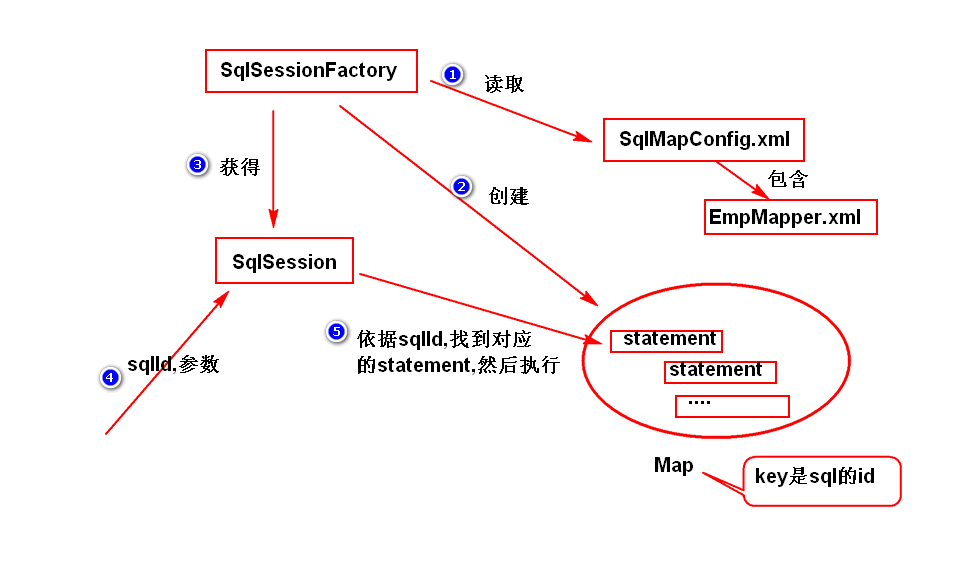 SqlSessionFactory
1
读取
SqlMapConfig.xml
包含
EmpMapper.xml
2
创建
3
获得
SqlSession
4
sqlId,参数
5
依据sqlId,找到对应
的statement,然后执行
statement
statement
....
Map
key是sql的id